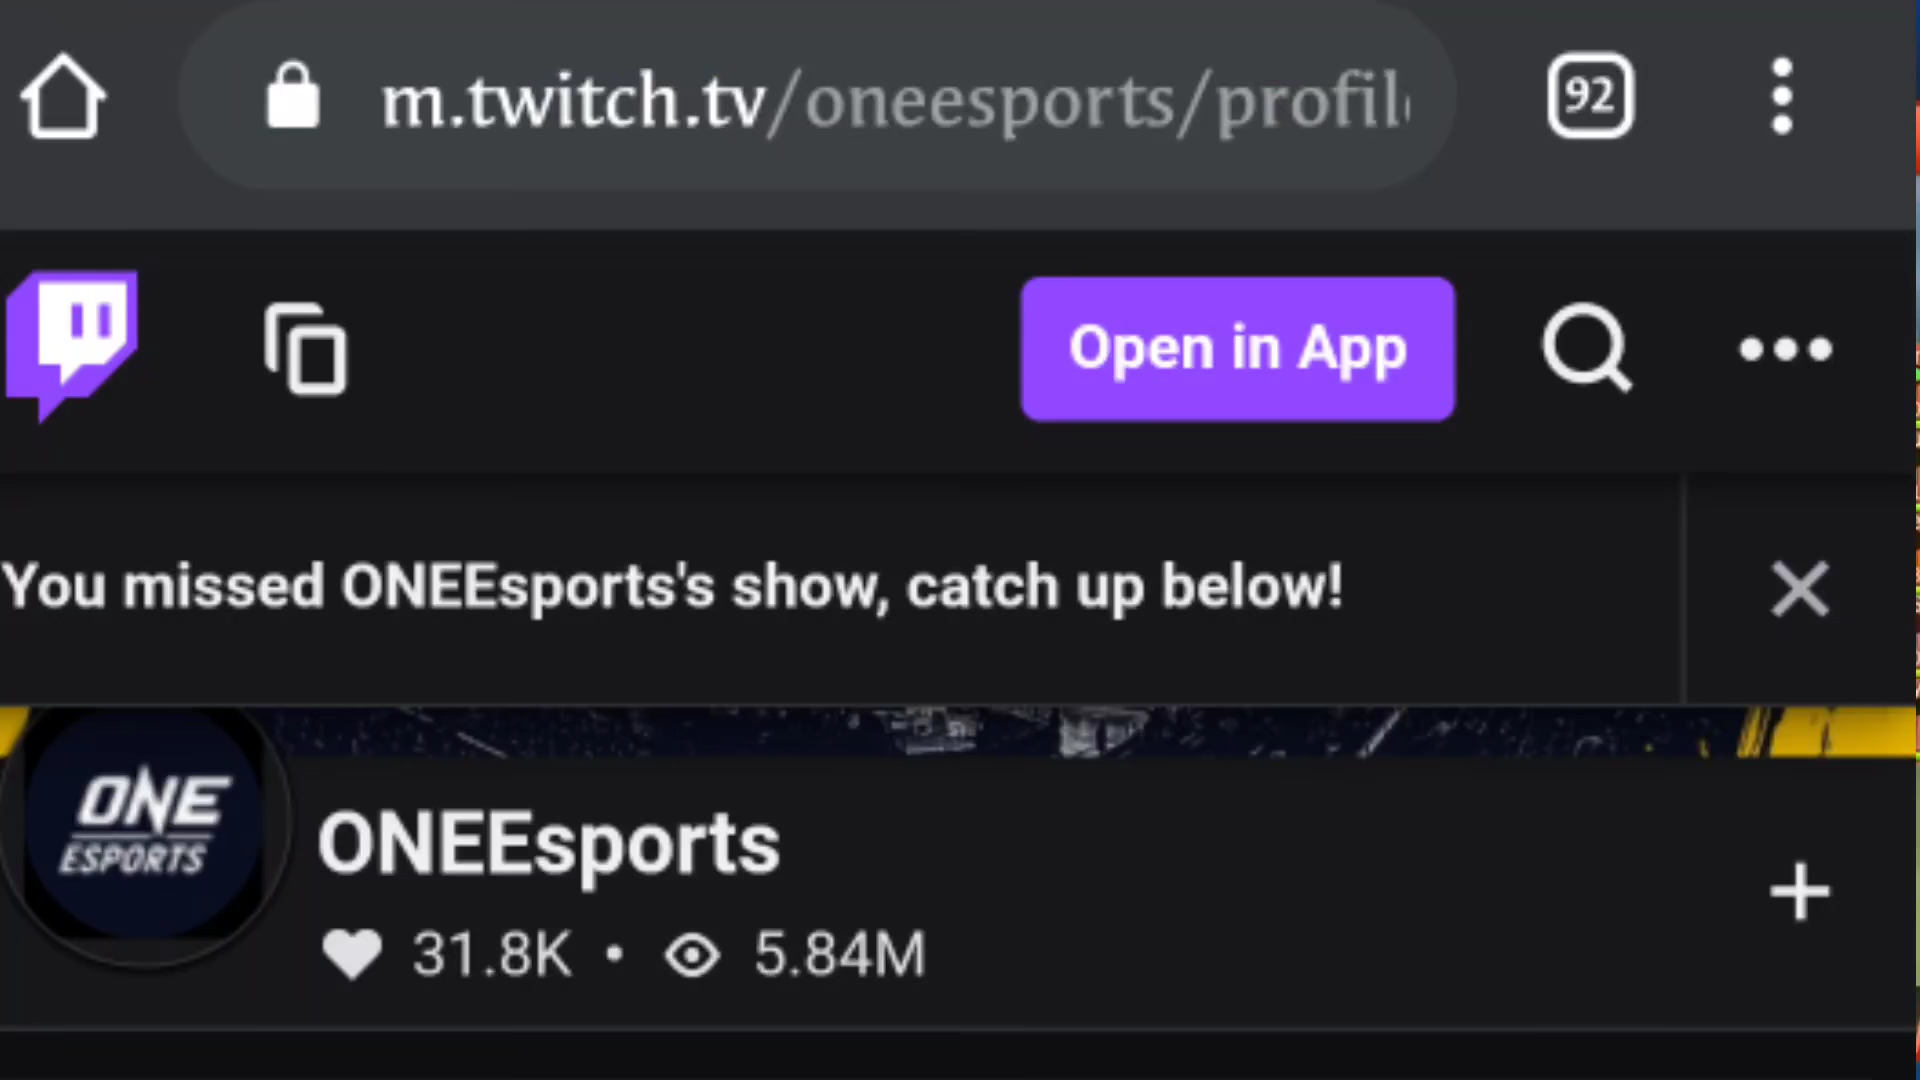 m.twitch.tv/oneesports/profil
92
Open in App
You missed ONEEsports's show, catch up below!
ONE
ESPORTS
ONEEsports
31.8K • 5.84M